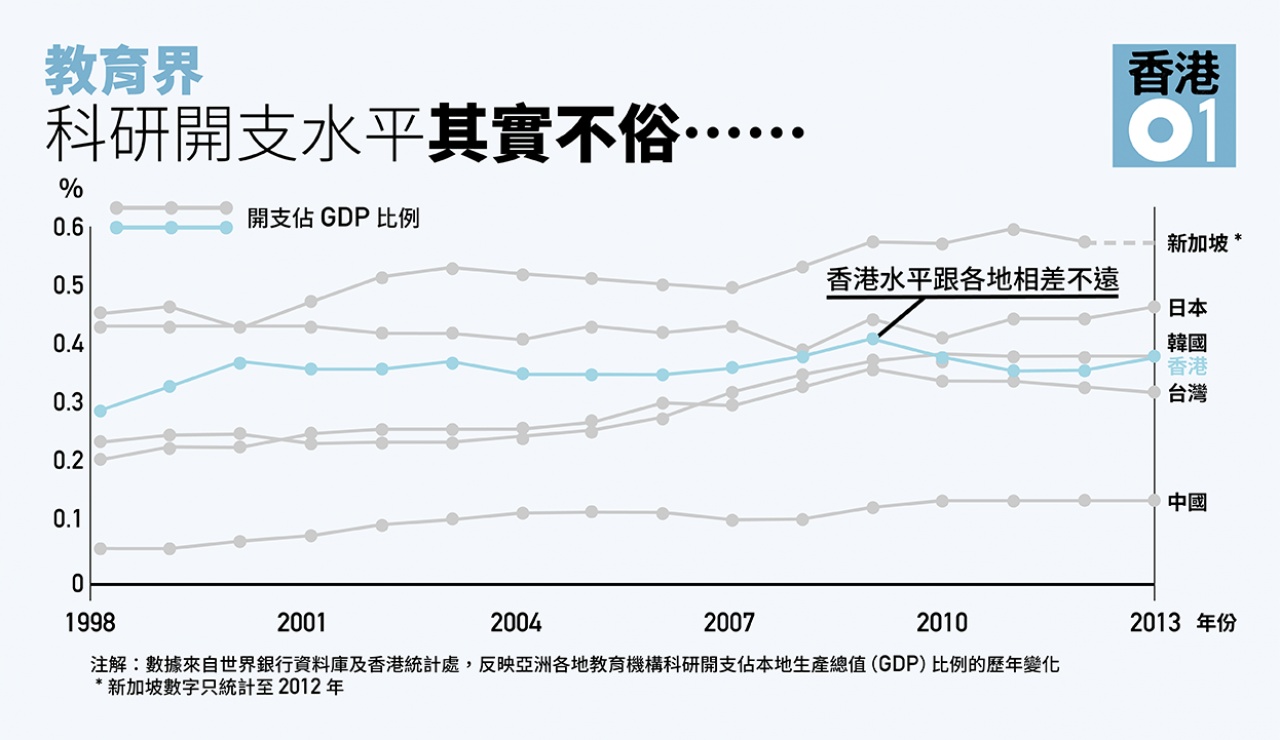 教育界
科研開支水平其實不俗⋯⋯
香港
01
%
0.6
0.5
0.4
0.3
0.2
0.1
0
開支佔 GDP 比例
香港水平跟各地相差不遠
新加坡 *
日本
韓國
香港
台灣
中國
1998 2001 2004 2007 2010 2013 年份
注解：數據來自世界銀行資料庫及香港統計處，反映亞洲各地教育機構科研開支佔本地生產總值（GDP）比例的歷年變化
* 新加坡數字只統計至 2012 年